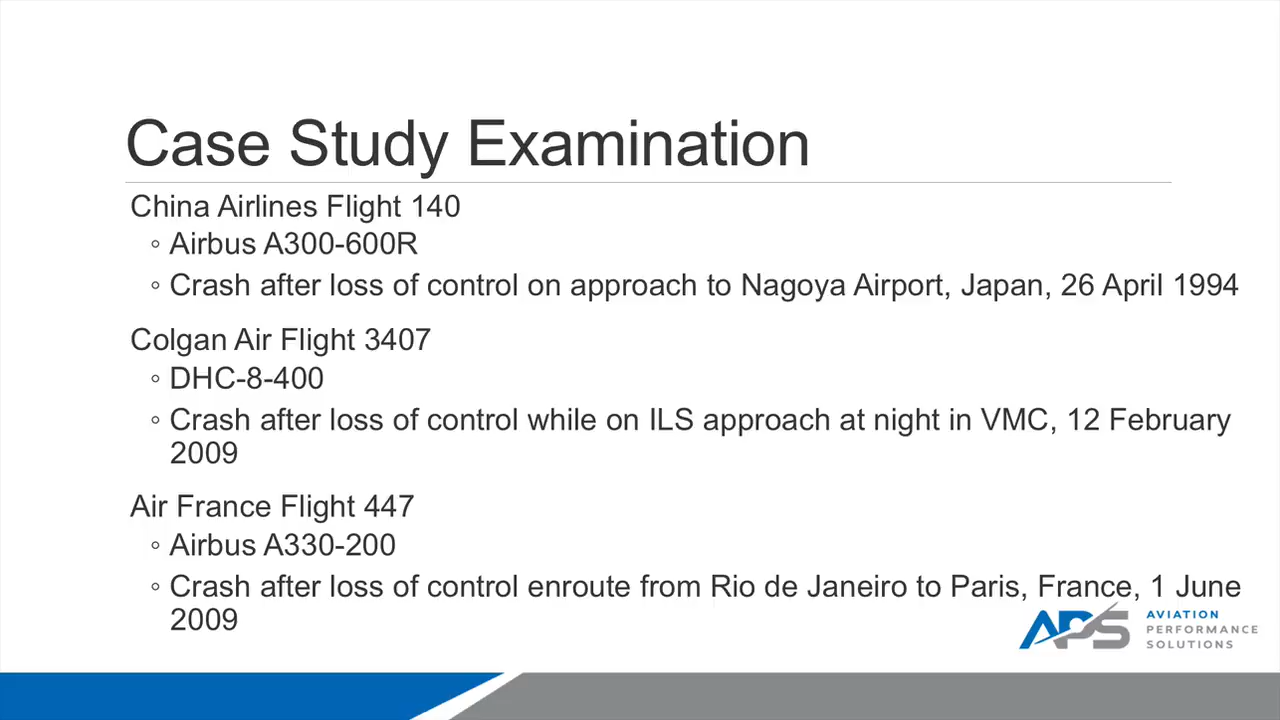 Case Study Examination
China Airlines Flight 140
◦ Airbus A300-600R
◦ Crash after loss of control on approach to Nagoya Airport, Japan, 26 April 1994
Colgan Air Flight 3407
◦ DHC-8-400
◦ Crash after loss of control while on ILS approach at night in VMC, 12 February
2009
Air France Flight 447
◦ Airbus A330-200
◦ Crash after loss of control enroute from Rio de Janeiro to Paris, France, 1 June
2009
APS
AVIATION
PERFORMANCE
SOLUTIONS